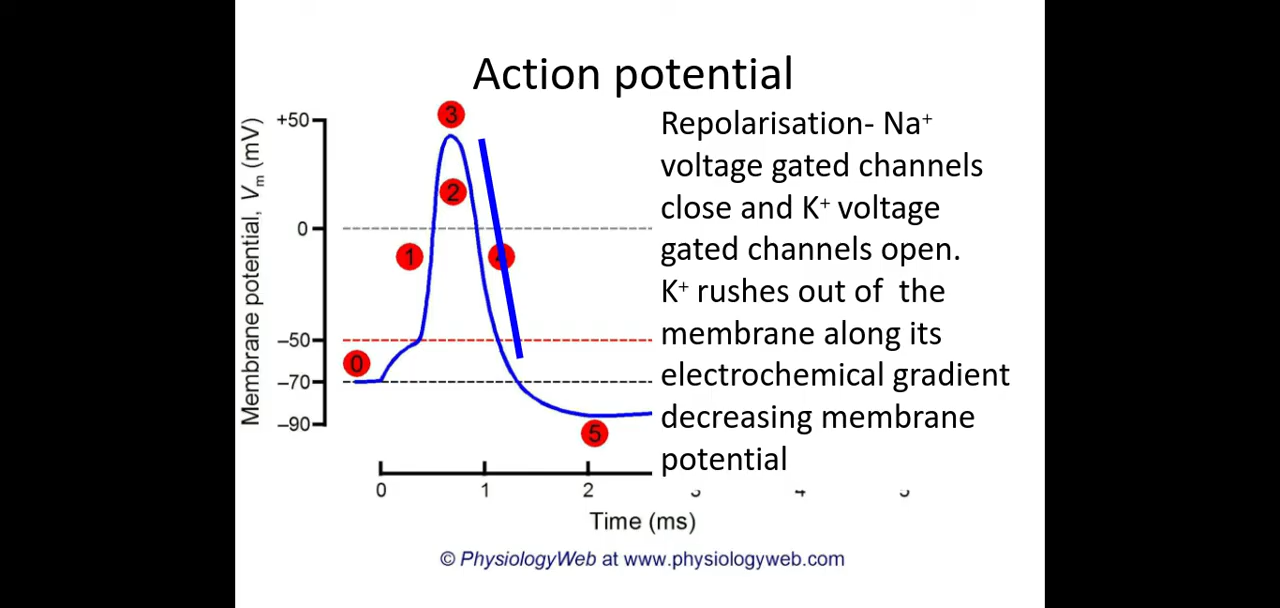 Action potential
+50
0
–50
–70
–90
Membrane potential, Vm (mV)
0
1
2
3
4
5
Repolarisation- Na⁺
voltage gated channels
close and K⁺ voltage
gated channels open.
K⁺ rushes out of  the
membrane along its
electrochemical gradient
decreasing membrane
potential
0 1 2
Time (ms)
© PhysiologyWeb at www.physiologyweb.com